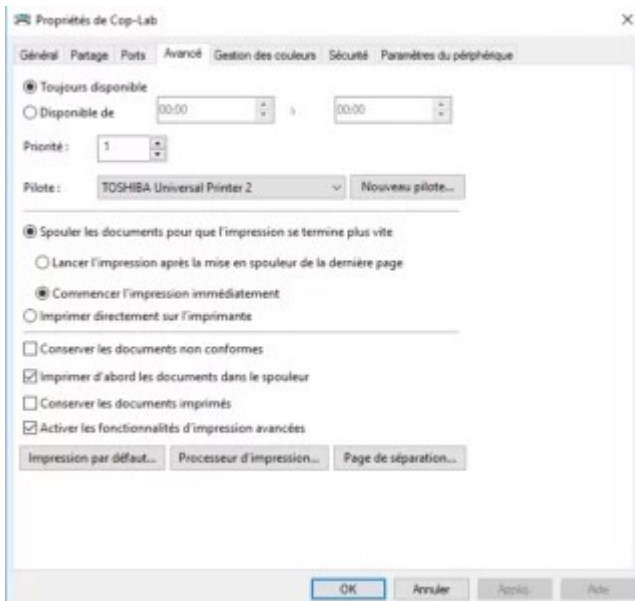 Propriétés de Cop-Lab
Général Partage Ports Avancé Gestion des couleurs Sécurité Paramètres du périphérique
Toujours disponible
Disponible de 00:00 à 00:00
Priorité : 1
Pilote : TOSHIBA Universal Printer 2 Nouveau pilote...
Spouler les documents pour que l'impression se termine plus vite
Lancer l'impression après la mise en spouleur de la dernière page
Commencer l'impression immédiatement
Imprimer directement sur l'imprimante
Conserver les documents non conformes
Imprimer d'abord les documents dans le spouleur
Conserver les documents imprimés
Activer les fonctionnalités d'impression avancées
Impression par défaut... Processeur d'impression... Page de séparation...
OK Annuler Appliq. Aide